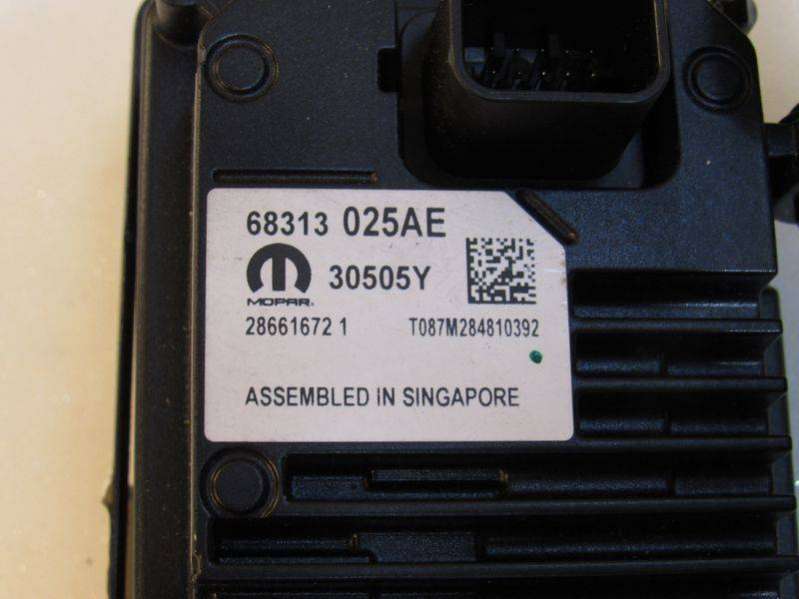 68313 025AE
MOPAR. 30505Y
28661672 1 T087M284810392
ASSEMBLED IN SINGAPORE